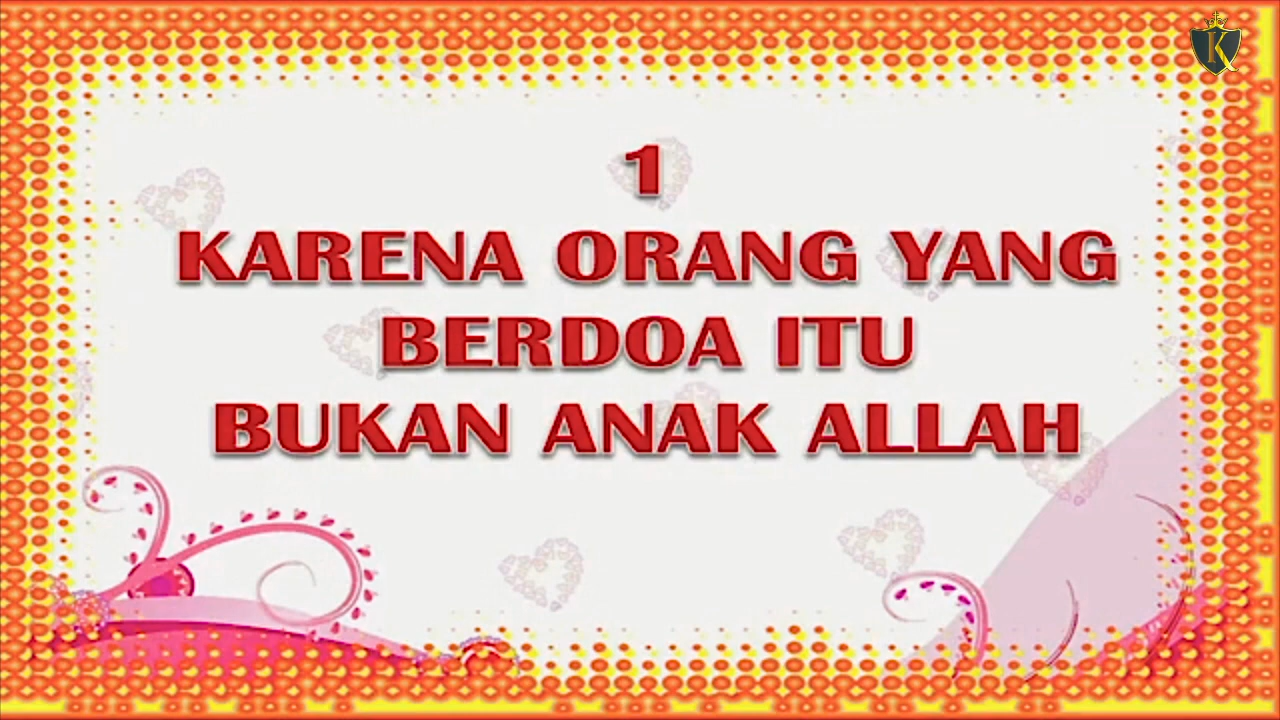 K
1
KARENA ORANG YANG
BERDOA ITU
BUKAN ANAK ALLAH